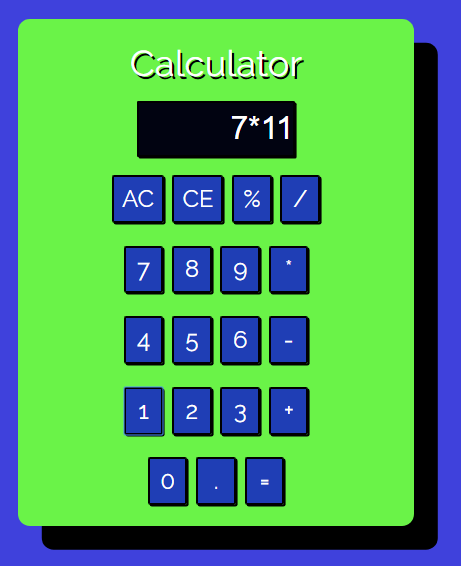 Calculator
7*11
AC CE % /
7 8 9 *
4 5 6 -
1 2 3 +
0 . =